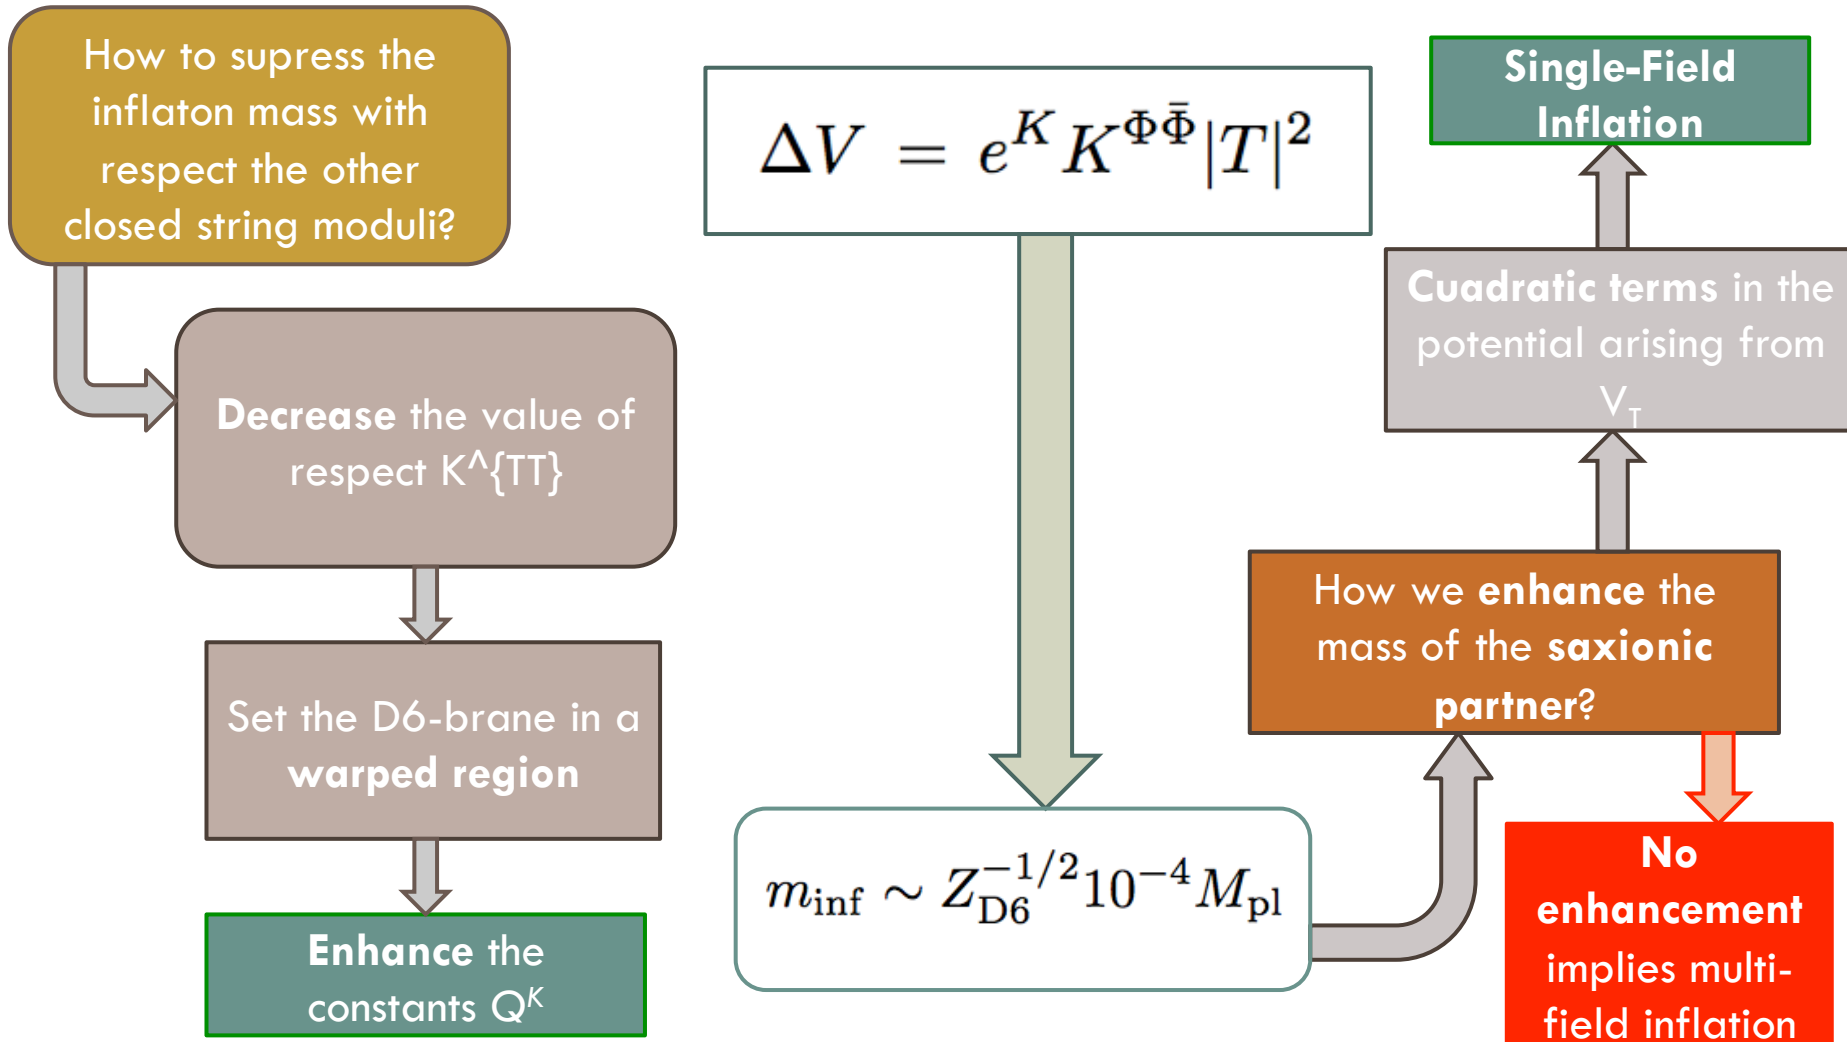 How to supress the
inflaton mass with
respect the other
closed string moduli?
Decrease the value of
respect K^{TT}
Set the D6-brane in a
warped region
Enhance the
constants Q^K
ΔV = e^K K^{ΦΦ̄}|T|^2
m_inf ∼ Z_{D6}^{-1/2} 10^{-4} M_pl
Single-Field
Inflation
Cuadratic terms in the
potential arising from
V_T
How we enhance the
mass of the saxionic
partner?
No
enhancement
implies multi-
field inflation